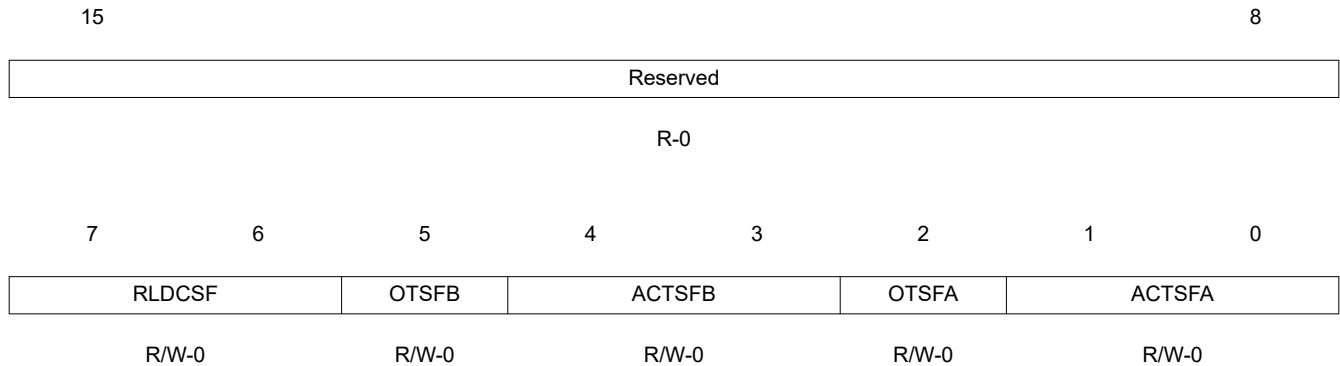 15 8
Reserved
R-0
7 6 5 4 3 2 1 0
RLDCSF OTSFB ACTSFB OTSFA ACTSFA
R/W-0 R/W-0 R/W-0 R/W-0 R/W-0